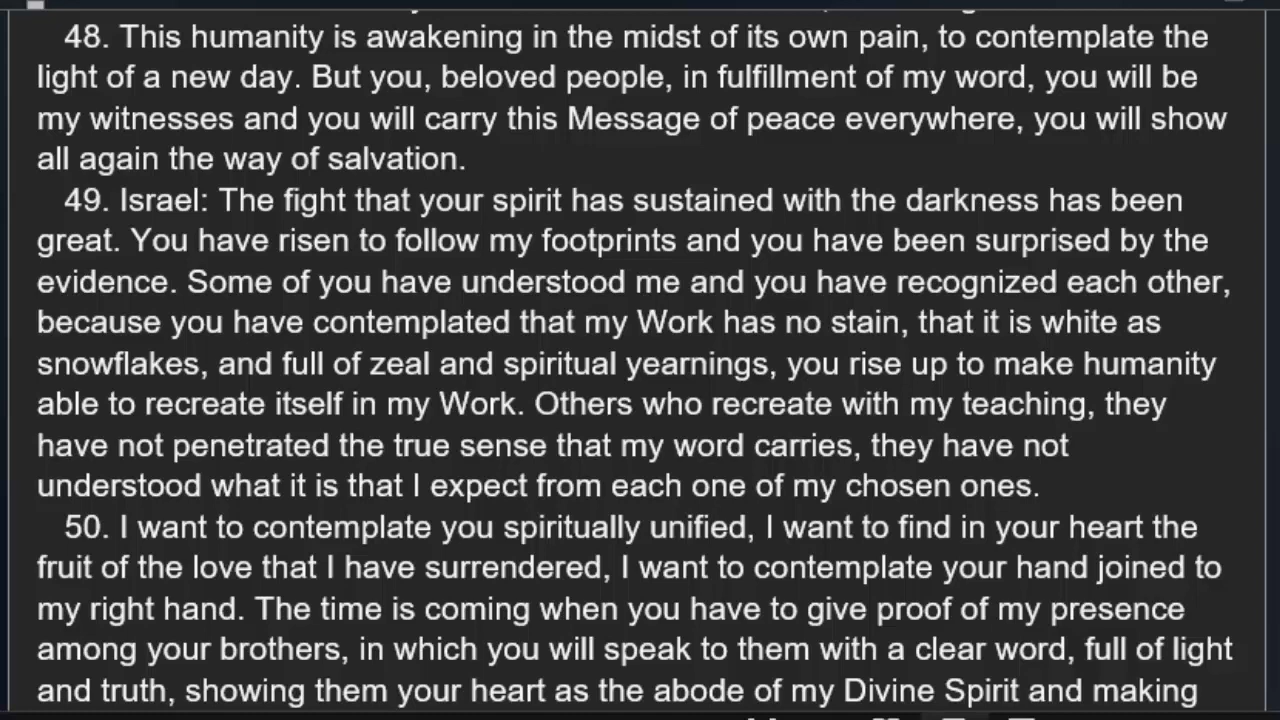 48. This humanity is awakening in the midst of its own pain, to contemplate the
light of a new day. But you, beloved people, in fulfillment of my word, you will be
my witnesses and you will carry this Message of peace everywhere, you will show
all again the way of salvation.
49. Israel: The fight that your spirit has sustained with the darkness has been
great. You have risen to follow my footprints and you have been surprised by the
evidence. Some of you have understood me and you have recognized each other,
because you have contemplated that my Work has no stain, that it is white as
snowflakes, and full of zeal and spiritual yearnings, you rise up to make humanity
able to recreate itself in my Work. Others who recreate with my teaching, they
have not penetrated the true sense that my word carries, they have not
understood what it is that I expect from each one of my chosen ones.
50. I want to contemplate you spiritually unified, I want to find in your heart the
fruit of the love that I have surrendered, I want to contemplate your hand joined to
my right hand. The time is coming when you have to give proof of my presence
among your brothers, in which you will speak to them with a clear word, full of light
and truth, showing them your heart as the abode of my Divine Spirit and making